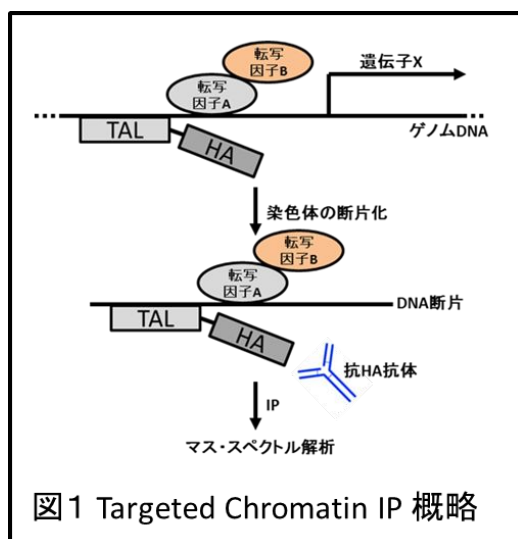 転写
因子B
遺伝子X
転写
因子A
ゲノムDNA
TAL
HA
染色体の断片化
転写
因子B
転写
因子A
DNA断片
TAL
HA
抗HA抗体
IP
マス・スペクトル解析
図1 Targeted Chromatin IP 概略